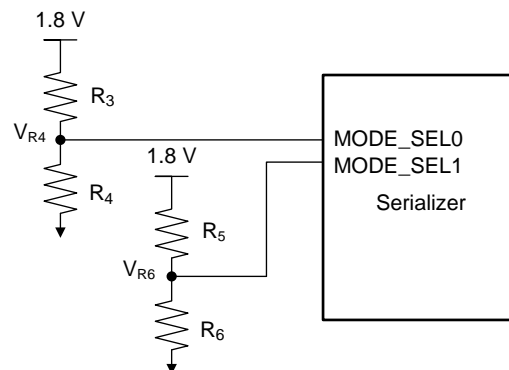 1.8 V
R3
VR4
MODE_SEL0
R4
1.8 V
MODE_SEL1
Serializer
R5
VR6
R6